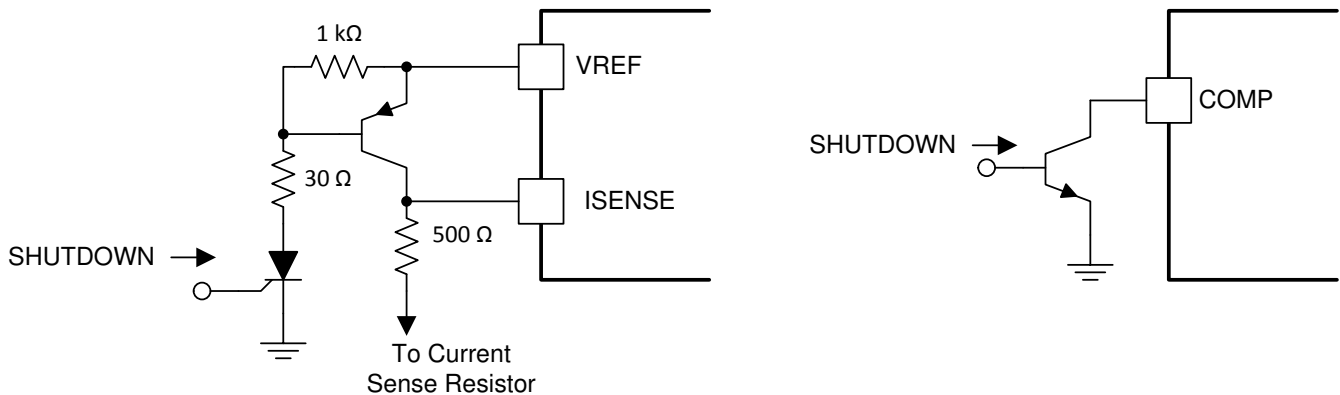 1 kΩ
VREF
30 Ω
ISENSE
500 Ω
SHUTDOWN
To Current
Sense Resistor
COMP
SHUTDOWN